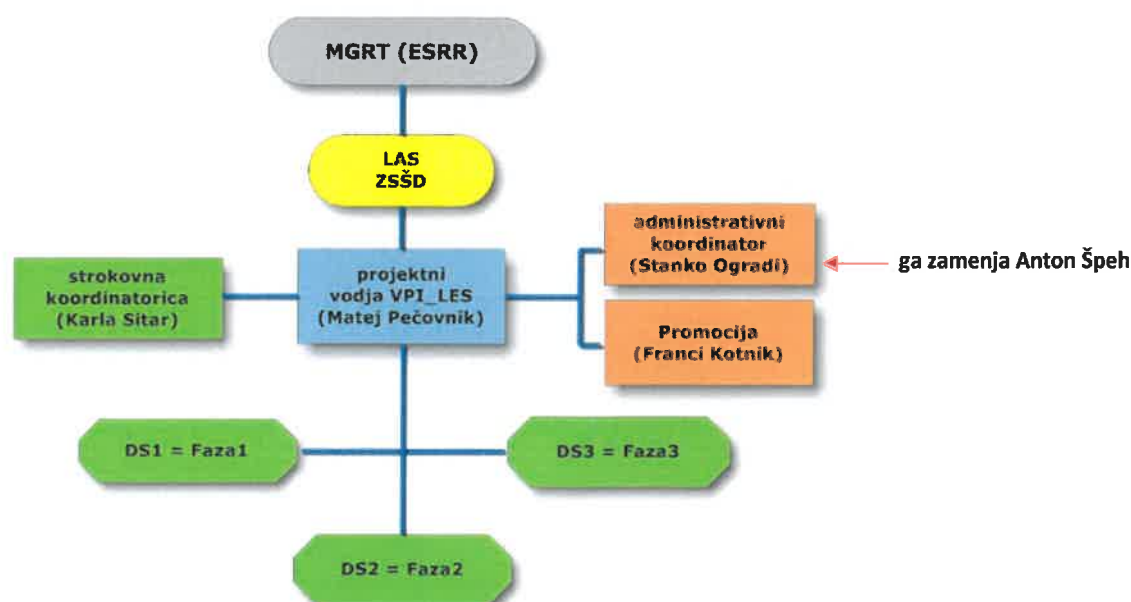 MGRT (ESRR)
LAS
ZSŠD
administrativni
koordinator
(Stanko Ogradi)
ga zamenja Anton Špeh
strokovna
koordinatorica
(Karla Sitar)
projektni
vodja VPI_LES
(Matej Pečovnik)
Promocija
(Franci Kotnik)
DS1 = Faza1
DS3 = Faza3
DS2 = Faza2